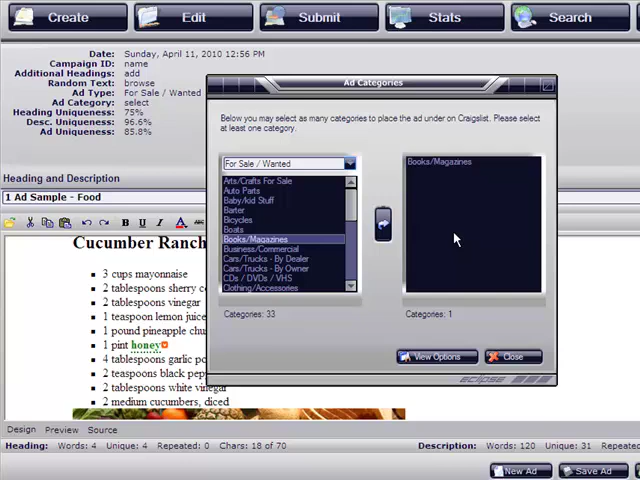 Create
Edit
Submit
Stats
Search
Date: Sunday, April 11, 2010 12:56 PM
Campaign ID: name
Additional Headings: add
Random Text: browse
Ad Type: For Sale / Wanted
Ad Category: select
Heading Uniqueness: 75%
Desc. Uniqueness: 96.6%
Ad Uniqueness: 85.8%
Heading and Description
1 Ad Sample - Food
B U I A
Cucumber Ranch
3 cups mayonnaise
2 tablespoons sherry
2 tablespoons vinegar
1 teaspoon lemon juice
1 pound pineapple
1 pint honey
4 tablespoons garlic
2 teaspoons black
2 tablespoons white vinegar
2 medium cucumbers, diced
Design Preview Source
Heading: Words: 4 Unique: 4 Repeated: 0 Chars: 18 of 70
Description: Words: 120 Unique: 31 Repeated
New Ad
Save Ad
Ad Categories
Below you may select as many categories to place the ad under on Craigslist. Please select
at least one category.
For Sale / Wanted
Arts/Crafts For Sale
Auto Parts
Baby/kid Stuff
Barter
Bicycles
Boats
Books/Magazines
Business/Commercial
Cars/Trucks - By Dealer
Cars/Trucks - By Owner
CDs / DVDs / VHS
Clothing/Accessories
Categories: 33
Books/Magazines
Categories: 1
View Options
Close
eclipse